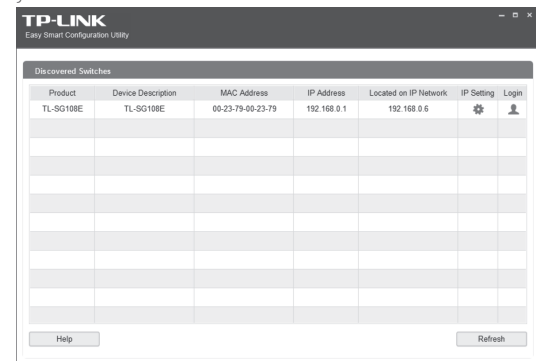 TP-LINK
Easy Smart Configuration Utility
Discovered Switches
Product Device Description MAC Address IP Address Located on IP Network IP Setting Login
TL-SG108E TL-SG108E 00-23-79-00-23-79 192.168.0.1 192.168.0.6
Help Refresh